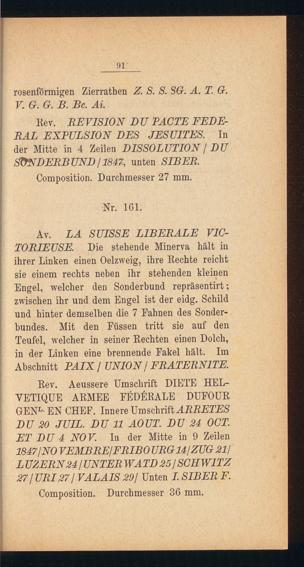 91
rosenförmigen Zierrathen Z. S. S. SG. A. T. G.
V. G. G. B. Bc. Ai.
Rev. REVISION DU PACTE FEDE-
RAL EXPULSION DES JESUITES. In
der Mitte in 4 Zeilen DISSOLUTION / DU
SONDERBUND / 1847, unten SIBER.
Composition. Durchmesser 27 mm.
Nr. 161.
Av. LA SUISSE LIBERALE VIC-
TORIEUSE. Die stehende Minerva hält in
ihrer Linken einen Oelzweig, ihre Rechte reicht
sie einem rechts neben ihr stehenden kleinen
Engel, welcher den Sonderbund repräsentirt;
zwischen ihr und dem Engel ist der eidg. Schild
und hinter demselben die 7 Fahnen des Sonder-
bundes. Mit den Füssen tritt sie auf den
Teufel, welcher in seiner Rechten einen Dolch,
in der Linken eine brennende Fakel hält. Im
Abschnitt PAIX / UNION / FRATERNITE.
Rev. Aeussere Umschrift DIETE HEL-
VETIQUE ARMEE FÉDÉRALE DUFOUR
GENAL EN CHEF. Innere Umschrift ARRETES
DU 20 JUIL. DU 11 AOUT. DU 24 OCT.
ET DU 4 NOV. In der Mitte in 9 Zeilen
1847/NOVEMBRE/FRIBOURG 14/ZUG 21/
LUZERN 24/UNTERWATD 25/SCHWITZ
27/URI 27/VALAIS 29/ Unten I. SIBER F.
Composition. Durchmesser 36 mm.